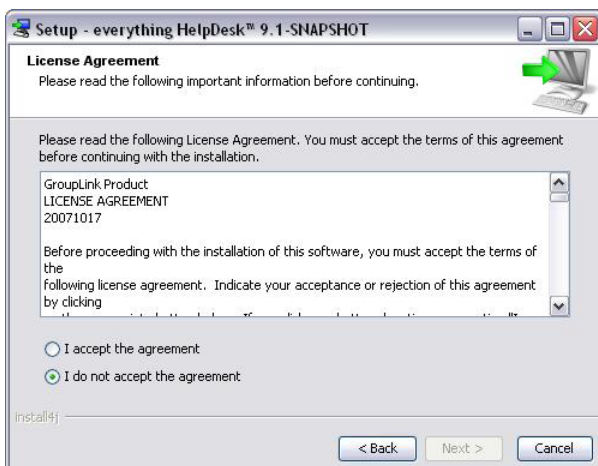 Setup - everything HelpDesk™ 9.1-SNAPSHOT
License Agreement
Please read the following important information before continuing.
Please read the following License Agreement. You must accept the terms of this agreement
before continuing with the installation.
GroupLink Product
LICENSE AGREEMENT
20071017
Before proceeding with the installation of this software, you must accept the terms of
the
following license agreement.  Indicate your acceptance or rejection of this agreement
by clicking
I accept the agreement
I do not accept the agreement
install4j
< Back Next > Cancel